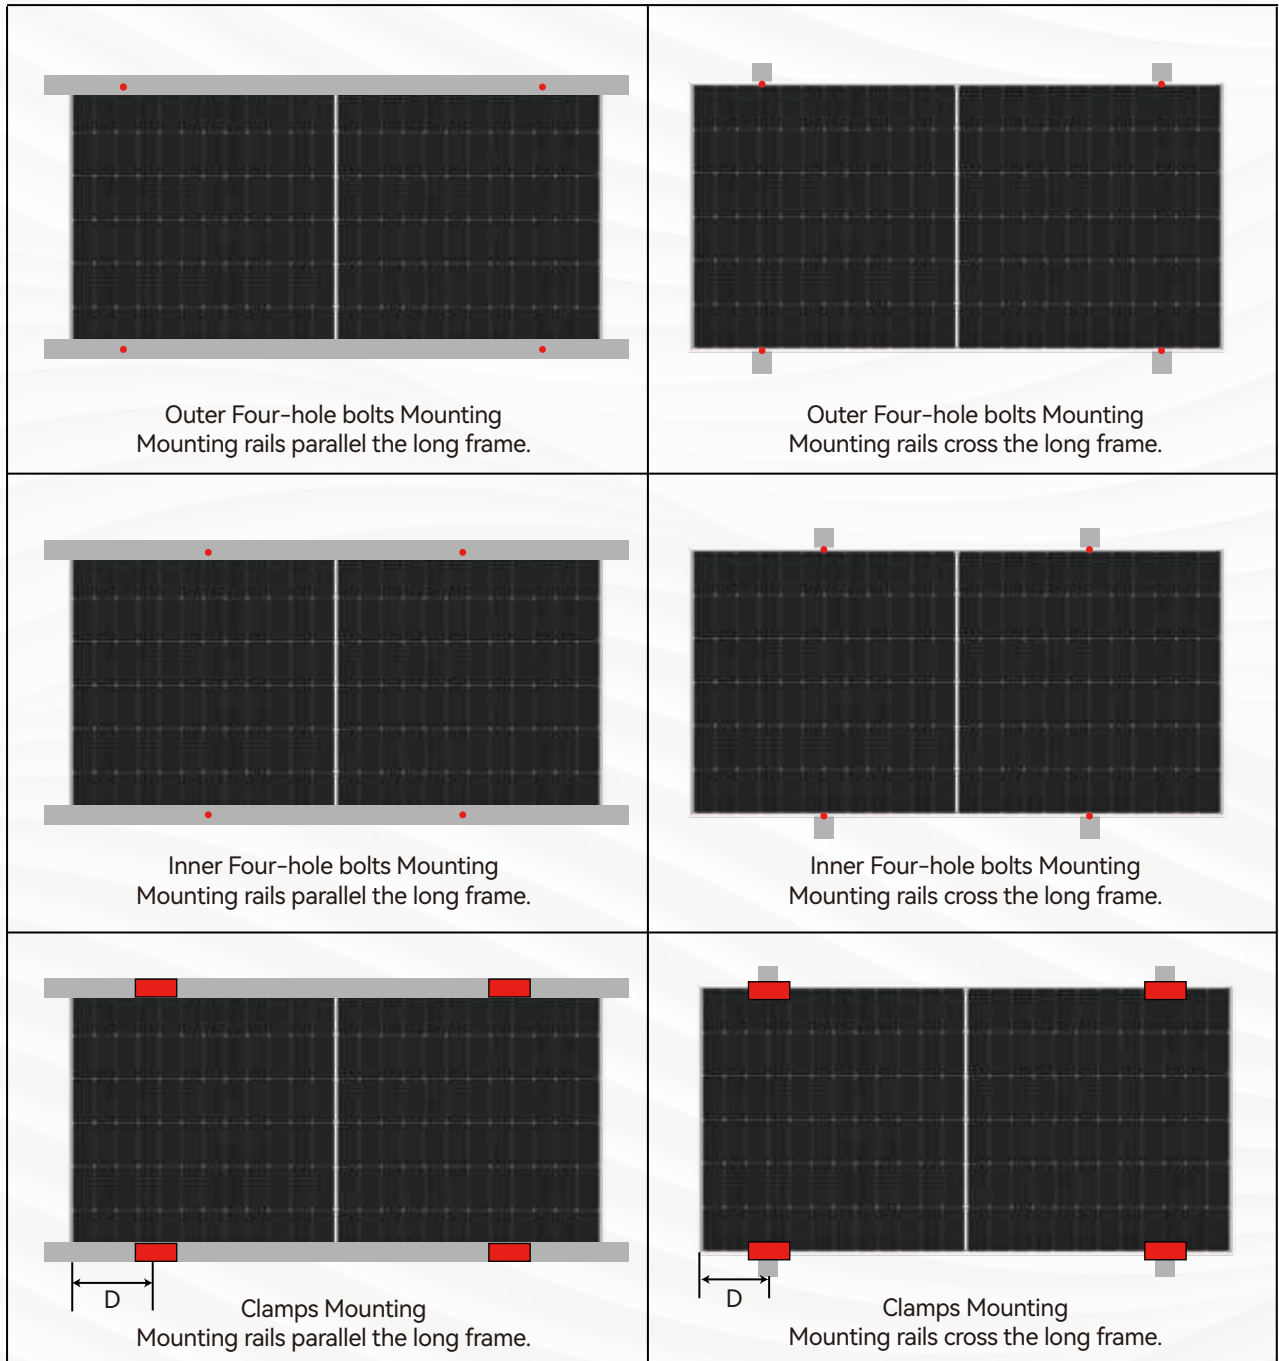 Outer Four-hole bolts Mounting
Mounting rails parallel the long frame.
Outer Four-hole bolts Mounting
Mounting rails cross the long frame.
Inner Four-hole bolts Mounting
Mounting rails parallel the long frame.
Inner Four-hole bolts Mounting
Mounting rails cross the long frame.
D
Clamps Mounting
Mounting rails parallel the long frame.
D
Clamps Mounting
Mounting rails cross the long frame.